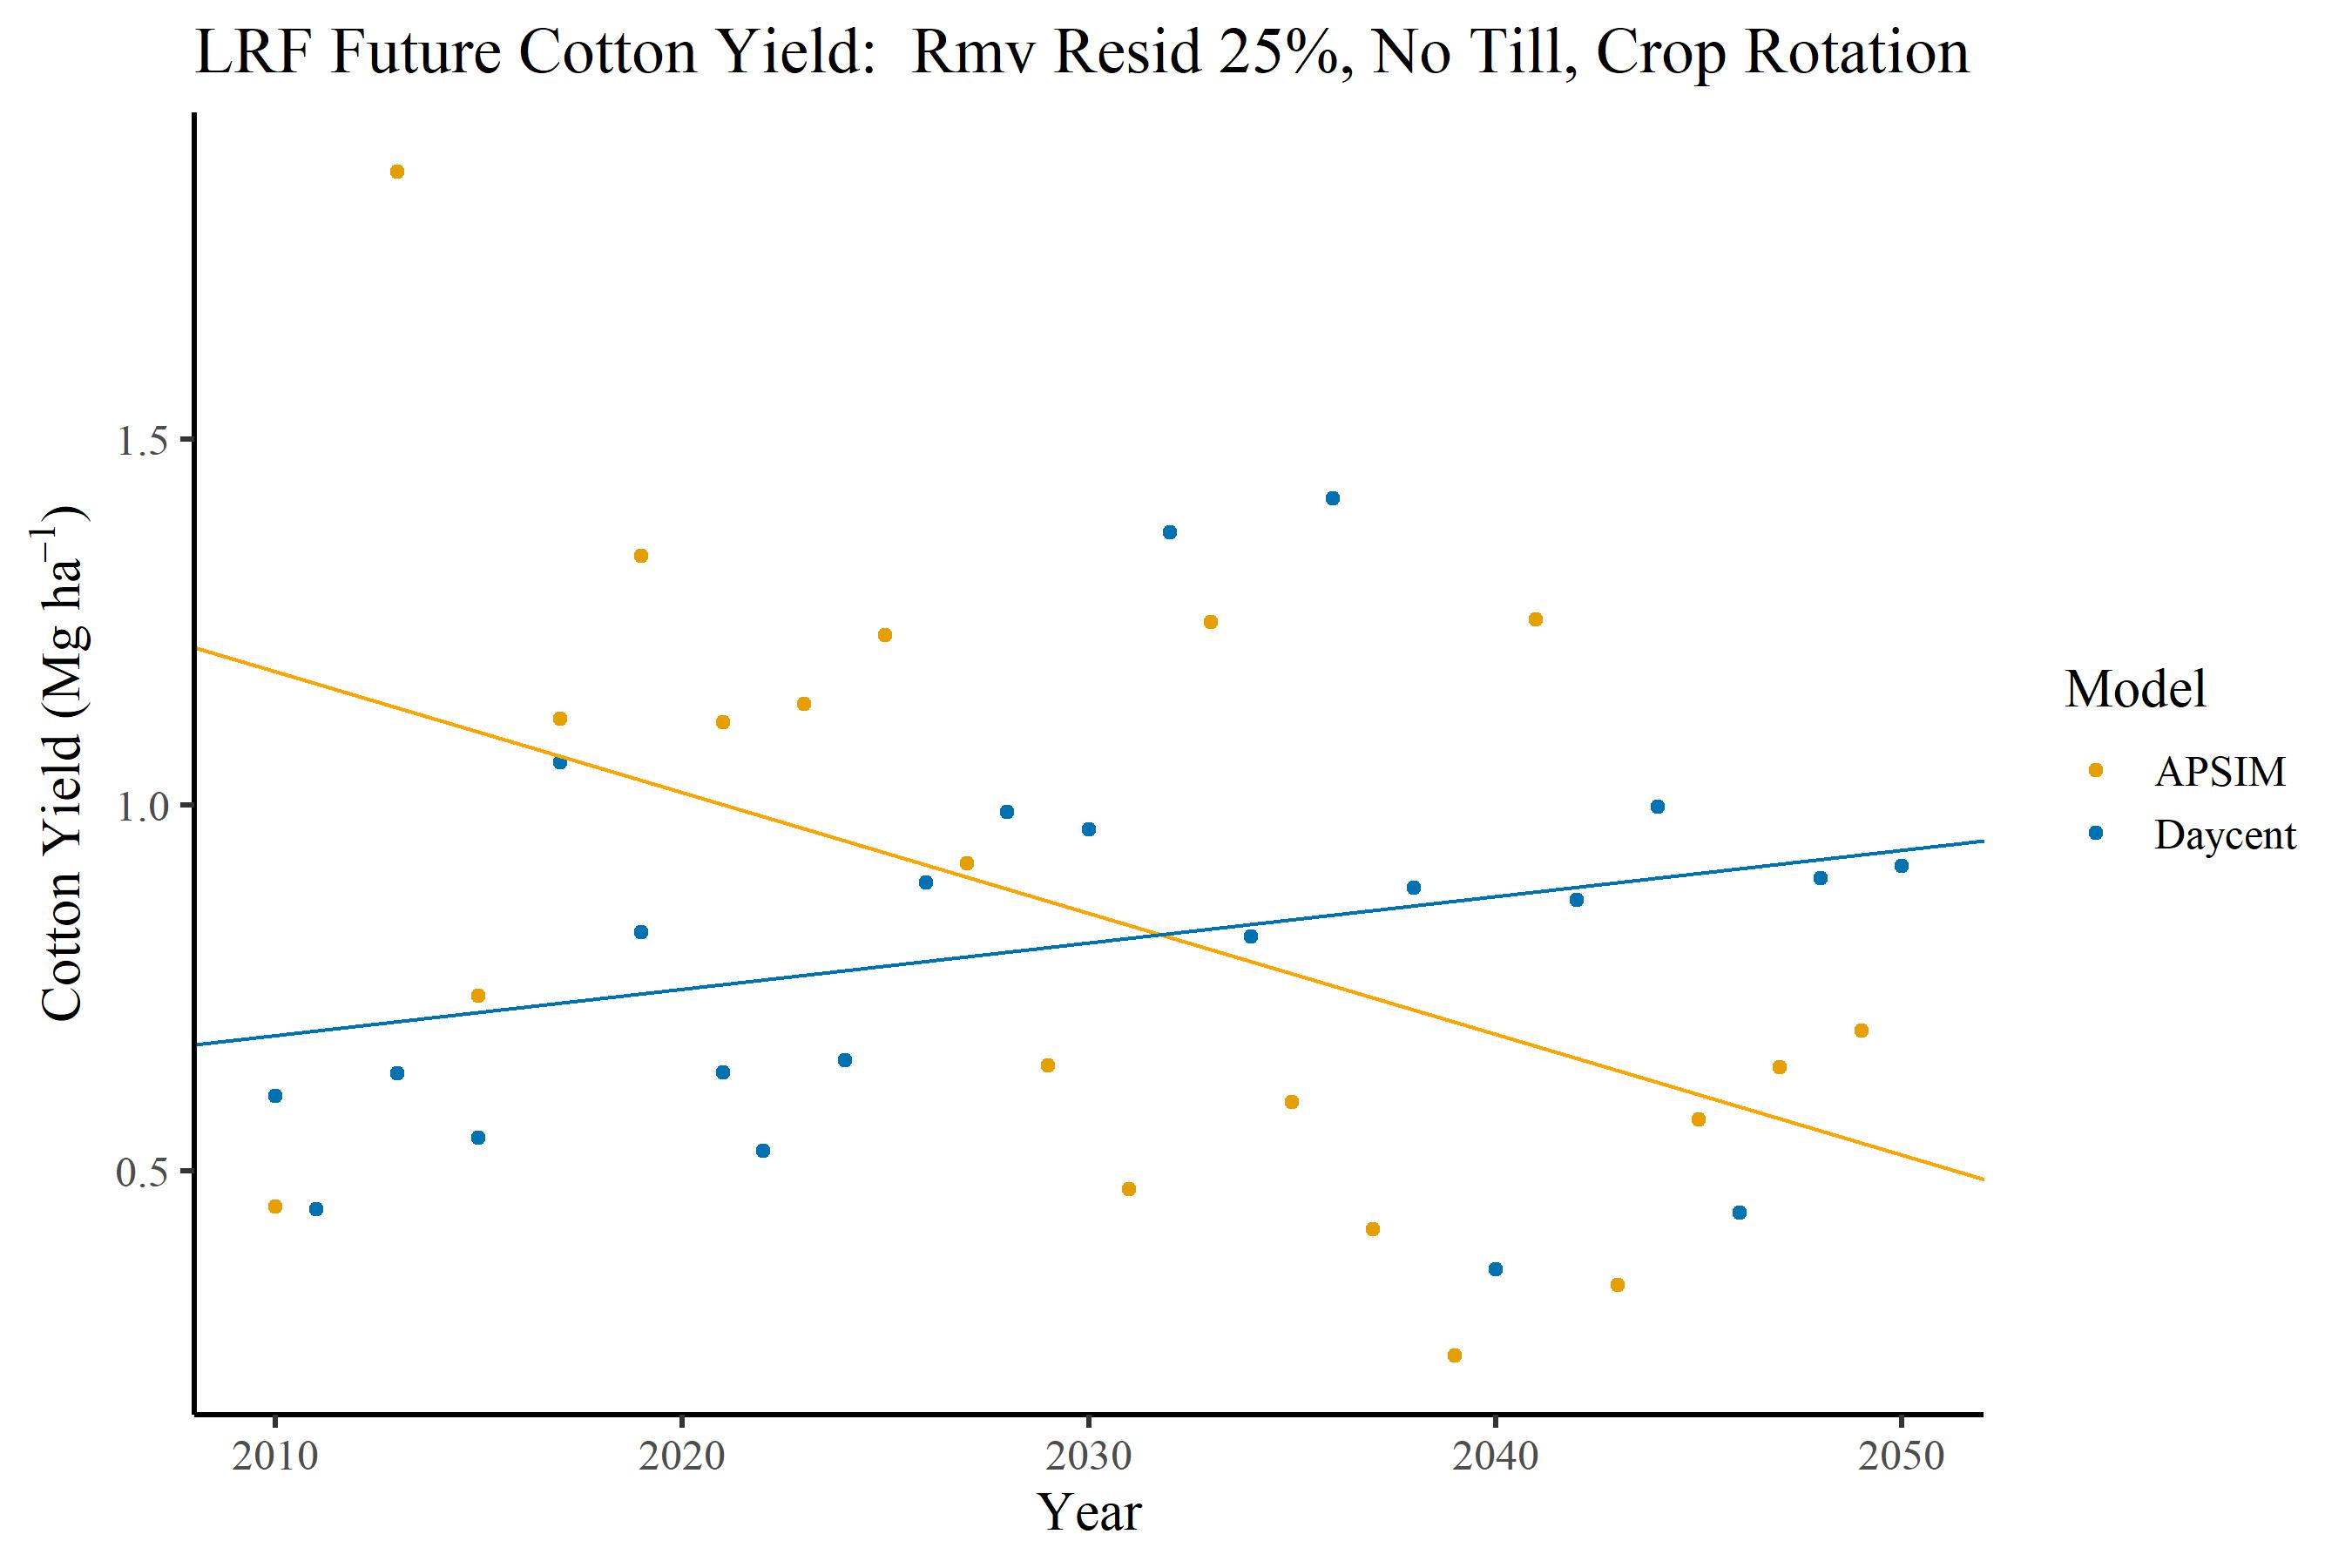 LRF Future Cotton Yield:  Rmv Resid 25%, No Till, Crop Rotation
Cotton Yield (Mg ha⁻¹)
1.5
1.0
0.5
2010 2020 2030 2040 2050
Year
Model
APSIM
Daycent